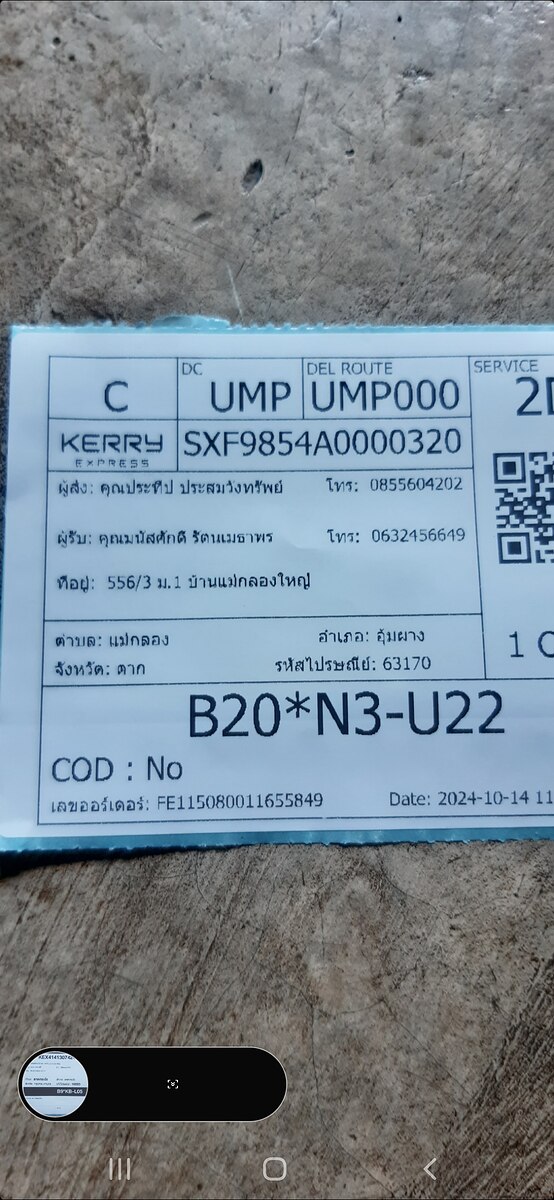 DC
DEL ROUTE
SERVICE
C
UMP
UMP000
KERRY
EXPRESS
SXF9854A0000320
ผู้ส่ง: คุณประทีป ประสมวังทรัพย์ โทร: 0855604202
ผู้รับ: คุณมนัสศักดิ์ รัตนเมธาพร โทร: 0632456649
ที่อยู่: 556/3 ม.1 บ้านแม่กลองใหญ่
ตำบล: แม่กลอง อำเภอ: อุ้มผาง
จังหวัด: ตาก รหัสไปรษณีย์: 63170
B20*N3-U22
COD : No
เลขออร์เดอร์: FE115080011655849 Date: 2024-10-14 11